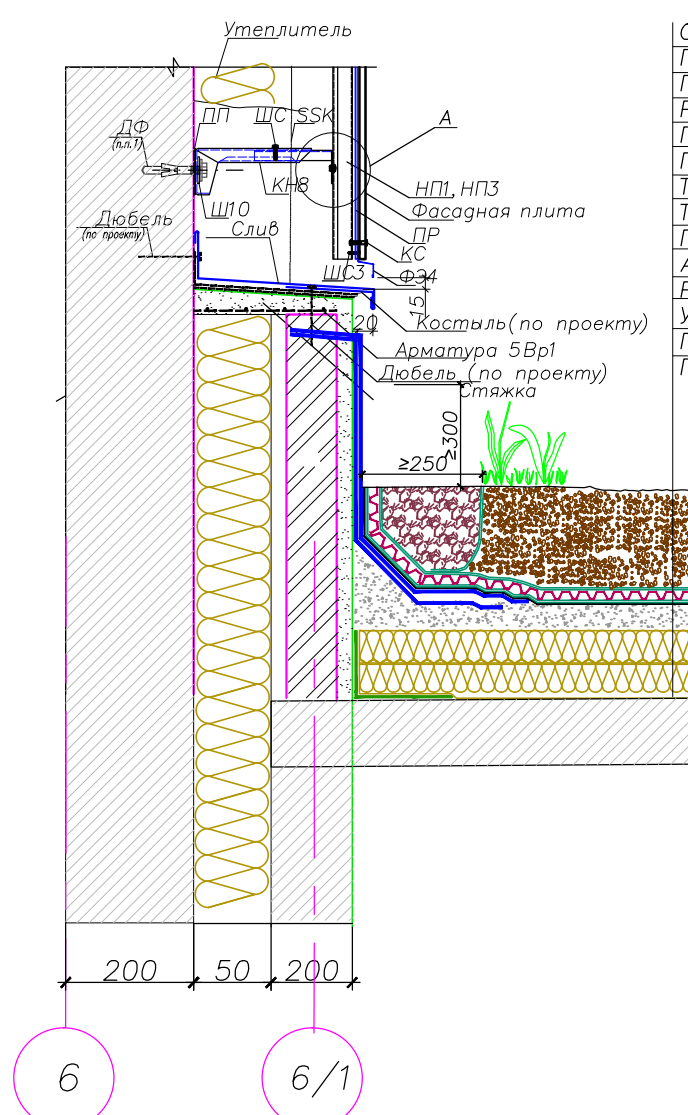 Утеплитель
ПП ШС SSK
А
ДФ
(п.п.1)
КН8
НП1, НП3
Фасадная плита
Ш10
Дюбель
(по проекту)
Слив
ПР
КС
ШС3
ФЭ4
15
20
Костыль(по проекту)
Арматура 5Вр1
Дюбель (по проекту)
Стяжка
≥300
≥250
200 50 200
6
6/1